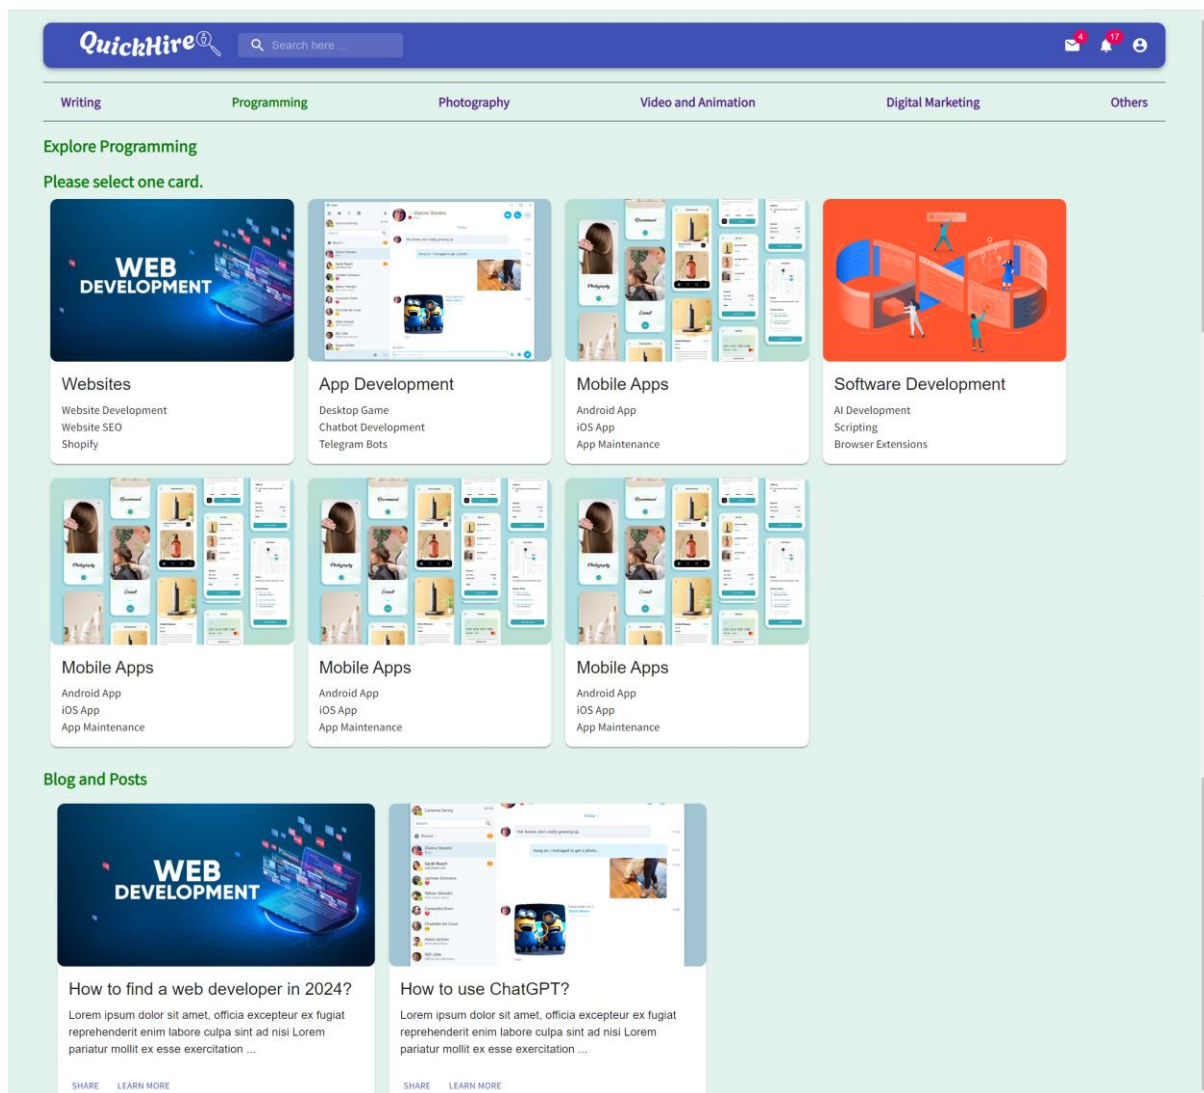 QuickHire
Search here ...
4
17
Writing
Programming
Photography
Video and Animation
Digital Marketing
Others
Explore Programming
Please select one card.
WEB
DEVELOPMENT
Websites
Website Development
Website SEO
Shopify
App Development
Desktop Game
Chatbot Development
Telegram Bots
Mobile Apps
Android App
iOS App
App Maintenance
Software Development
AI Development
Scripting
Browser Extensions
Mobile Apps
Android App
iOS App
App Maintenance
Mobile Apps
Android App
iOS App
App Maintenance
Mobile Apps
Android App
iOS App
App Maintenance
Blog and Posts
WEB
DEVELOPMENT
How to find a web developer in 2024?
Lorem ipsum dolor sit amet, officia excepteur ex fugiat
reprehenderit enim labore culpa sint ad nisi Lorem
pariatur mollit ex esse exercitation ...
SHARE
LEARN MORE
How to use ChatGPT?
Lorem ipsum dolor sit amet, officia excepteur ex fugiat
reprehenderit enim labore culpa sint ad nisi Lorem
pariatur mollit ex esse exercitation ...
SHARE
LEARN MORE